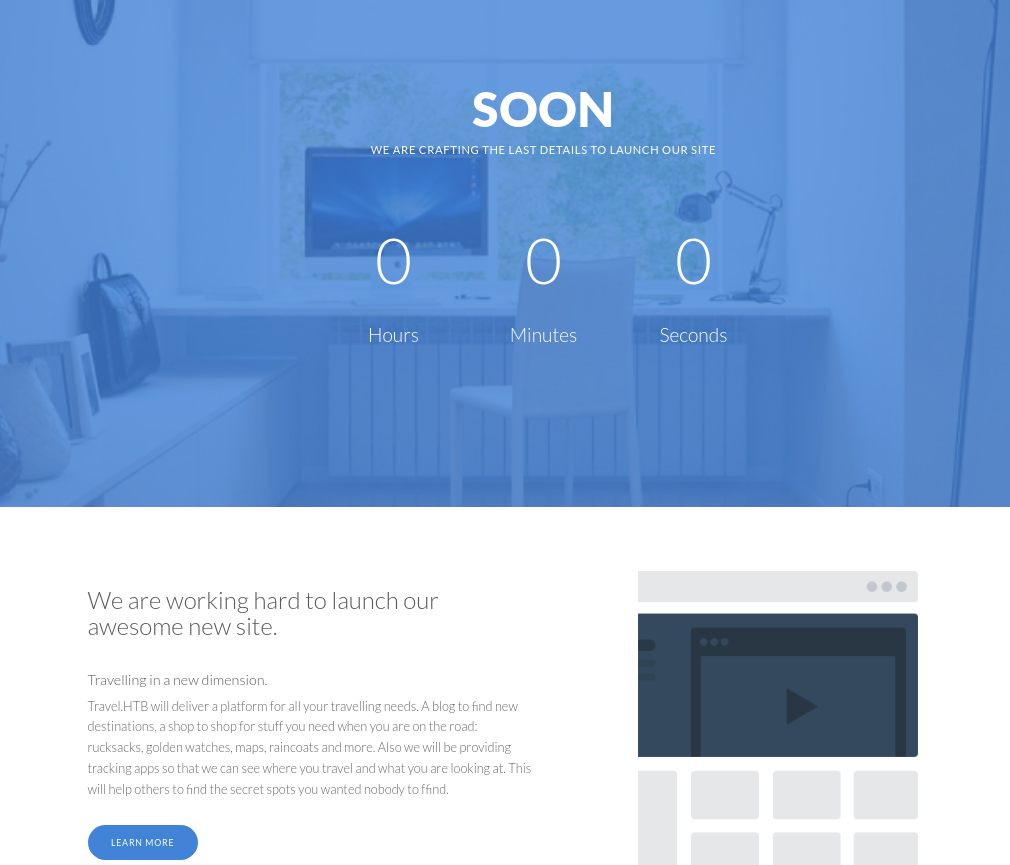 SOON
WE ARE CRAFTING THE LAST DETAILS TO LAUNCH OUR SITE
0 0 0
Hours Minutes Seconds
We are working hard to launch our
awesome new site.
Travelling in a new dimension.
Travel.HTB will deliver a platform for all your travelling needs. A blog to find new
destinations, a shop to shop for stuff you need when you are on the road:
rucksacks, golden watches, maps, raincoats and more. Also we will be providing
tracking apps so that we can see where you travel and what you are looking at. This
will help others to find the secret spots you wanted nobody to ffind.
LEARN MORE